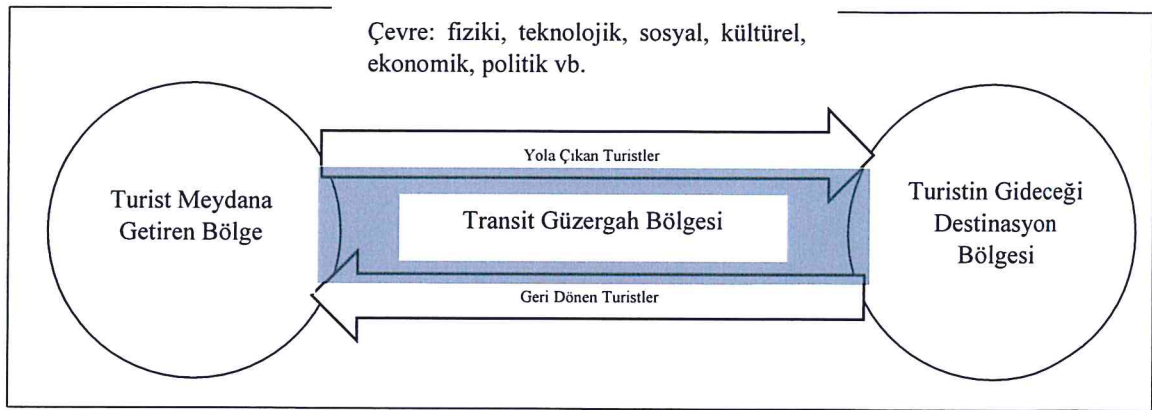 Çevre: fiziki, teknolojik, sosyal, kültürel,
ekonomik, politik vb.
Yola Çıkan Turistler
Turist Meydana
Getiren Bölge
Transit Güzergah Bölgesi
Turistin Gideceği
Destinasyon
Bölgesi
Geri Dönen Turistler